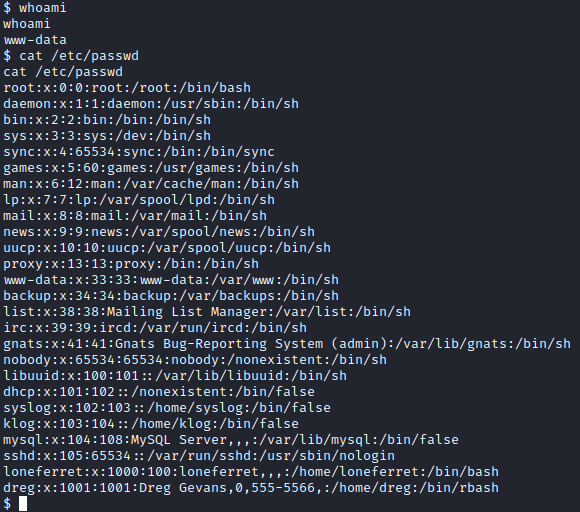 $ whoami
whoami
www-data
$ cat /etc/passwd
cat /etc/passwd
root:x:0:0:root:/root:/bin/bash
daemon:x:1:1:daemon:/usr/sbin:/bin/sh
bin:x:2:2:bin:/bin:/bin/sh
sys:x:3:3:sys:/dev:/bin/sh
sync:x:4:65534:sync:/bin:/bin/sync
games:x:5:60:games:/usr/games:/bin/sh
man:x:6:12:man:/var/cache/man:/bin/sh
lp:x:7:7:lp:/var/spool/lpd:/bin/sh
mail:x:8:8:mail:/var/mail:/bin/sh
news:x:9:9:news:/var/spool/news:/bin/sh
uucp:x:10:10:uucp:/var/spool/uucp:/bin/sh
proxy:x:13:13:proxy:/bin:/bin/sh
www-data:x:33:33:www-data:/var/www:/bin/sh
backup:x:34:34:backup:/var/backups:/bin/sh
list:x:38:38:Mailing List Manager:/var/list:/bin/sh
irc:x:39:39:ircd:/var/run/ircd:/bin/sh
gnats:x:41:41:Gnats Bug-Reporting System (admin):/var/lib/gnats:/bin/sh
nobody:x:65534:65534:nobody:/nonexistent:/bin/sh
libuuid:x:100:101::/var/lib/libuuid:/bin/sh
dhcp:x:101:102::/nonexistent:/bin/false
syslog:x:102:103::/home/syslog:/bin/false
klog:x:103:104::/home/klog:/bin/false
mysql:x:104:108:MySQL Server,,,:/var/lib/mysql:/bin/false
sshd:x:105:65534::/var/run/sshd:/usr/sbin/nologin
loneferret:x:1000:100:loneferret,,,:/home/loneferret:/bin/bash
dreg:x:1001:1001:Dreg Gevans,0,555-5566,:/home/dreg:/bin/rbash
$